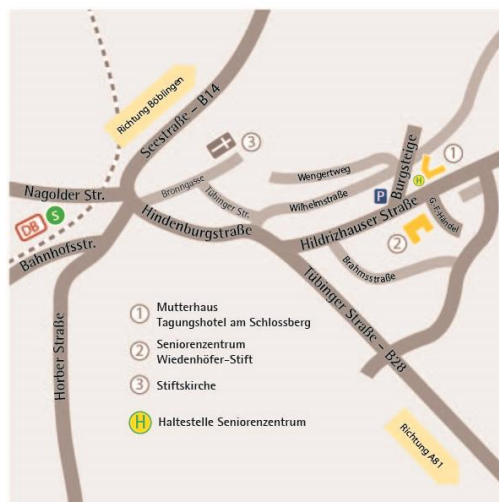 Richtung Böblingen
Seestraße – B14
3
1
Burgsteige
Bronngasse
Tübinger Str.
Wengertweg
Wilhelmstraße
P
H
Nagolder Str.
DB
S
Bahnhofsstr.
Hindenburgstraße
Hildrizhauser Straße
G.-F.-Händel
2
Brahmsstraße
Horber Straße
Tübinger Straße – B28
1 Mutterhaus
Tagungshotel am Schlossberg
2 Seniorenzentrum
Wiedenhöfer-Stift
3 Stiftskirche
H Haltestelle Seniorenzentrum
Richtung A81